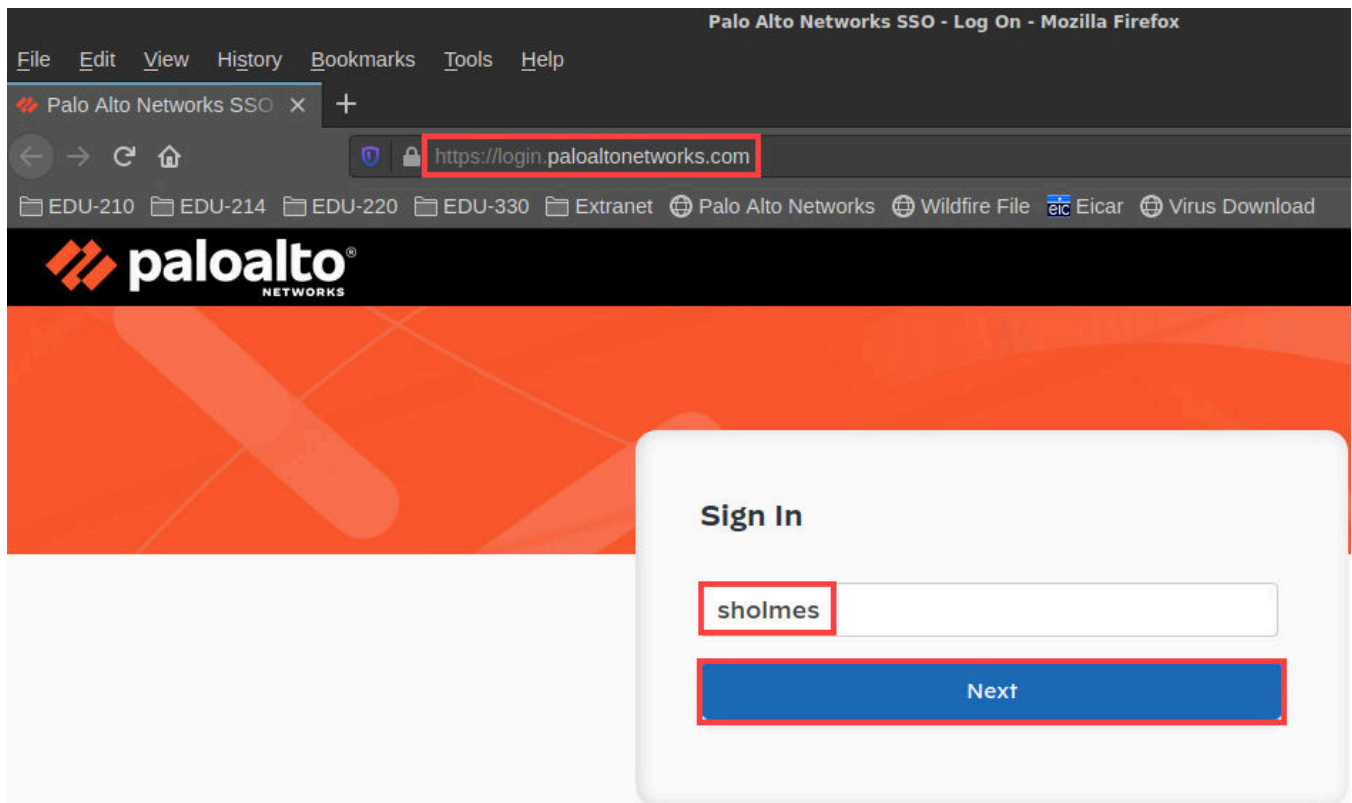 Palo Alto Networks SSO - Log On - Mozilla Firefox
File Edit View History Bookmarks Tools Help
Palo Alto Networks SSO
https://login.paloaltonetworks.com
EDU-210 EDU-214 EDU-220 EDU-330 Extranet Palo Alto Networks Wildfire File eic Eicar Virus Download
paloalto®
NETWORKS
Sign In
sholmes
Next